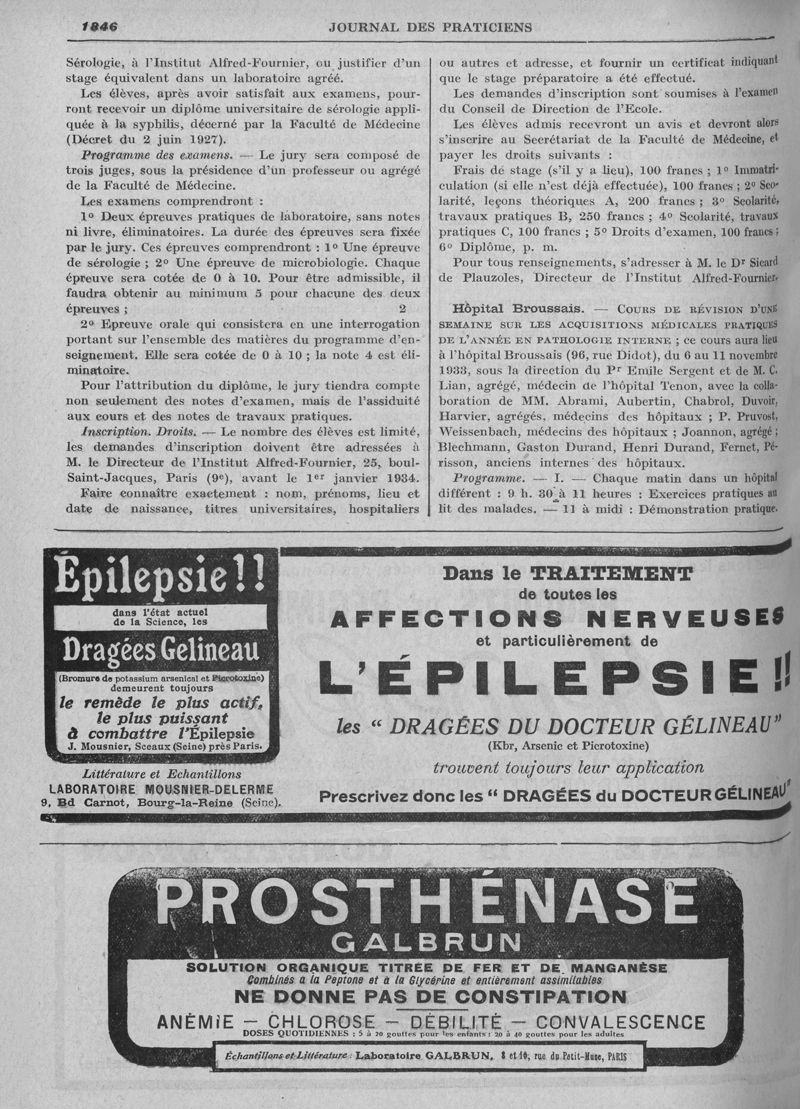 1846
JOURNAL DES PRATICIENS
Sérologie, à l'Institut Alfred-Fournier, ou justifier d'un
stage équivalent dans un laboratoire agréé.
Les élèves, après avoir satisfait aux examens, pour-
ront recevoir un diplôme universitaire de sérologie appli-
quée à la syphilis, décerné par la Faculté de Médecine
(Décret du 2 juin 1927).
Programme des examens. — Le jury sera composé de
trois juges, sous la présidence d'un professeur ou agrégé
de la Faculté de Médecine.
Les examens comprendront :
1º Deux épreuves pratiques de laboratoire, sans notes
ni livre, éliminatoires. La durée des épreuves sera fixée
par le jury. Ces épreuves comprendront : 1º Une épreuve
de sérologie ; 2º Une épreuve de microbiologie. Chaque
épreuve sera cotée de 0 à 10. Pour être admissible, il
faudra obtenir au minimum 5 pour chacune des deux
épreuves ; 2
2º Epreuve orale qui consistera en une interrogation
portant sur l'ensemble des matières du programme d'en-
seignement. Elle sera cotée de 0 à 10 ; la note 4 est éli-
minatoire.
Pour l'attribution du diplôme, le jury tiendra compte
non seulement des notes d'examen, mais de l'assiduité
aux cours et des notes de travaux pratiques.
Inscription. Droits. — Le nombre des élèves est limité,
les demandes d'inscription doivent être adressées à
M. le Directeur de l'Institut Alfred-Fournier, 25, boul-
Saint-Jacques, Paris (9e), avant le 1er janvier 1934.
Faire connaître exactement : nom, prénoms, lieu et
date de naissance, titres universitaires, hospitaliers
ou autres et adresse, et fournir un certificat indiquant
que le stage préparatoire a été effectué.
Les demandes d'inscription sont soumises à l'examen
du Conseil de Direction de l'Ecole.
Les élèves admis recevront un avis et devront alors
s'inscrire au Secrétariat de la Faculté de Médecine, et
payer les droits suivants :
Frais de stage (s'il y a lieu), 100 francs ; 1º Immatri-
culation (si elle n'est déjà effectuée), 100 francs ; 2º Sco-
larité, leçons théoriques A, 200 francs ; 3º Scolarité,
travaux pratiques B, 250 francs ; 4º Scolarité, travaux
pratiques C, 100 francs ; 5º Droits d'examen, 100 francs ;
6º Diplôme, p. m.
Pour tous renseignements, s'adresser à M. le Dr Sicard
de Plauzoles, Directeur de l'Institut Alfred-Fournier.
Hôpital Broussais. — COURS DE RÉVISION D'UNE
SEMAINE SUR LES ACQUISITIONS MÉDICALES PRATIQUES
DE L'ANNÉE EN PATHOLOGIE INTERNE ; ce cours aura lieu
à l'hôpital Broussais (96, rue Didot), du 6 au 11 novembre
1933, sous la direction du Pr Emile Sergent et de M. C.
Lian, agrégé, médecin de l'hôpital Tenon, avec la colla-
boration de MM. Abrami, Aubertin, Chabrol, Duvoir,
Harvier, agrégés, médecins des hôpitaux ; P. Pruvost,
Weissenbach, médecins des hôpitaux ; Joannon, agrégé ;
Blechmann, Gaston Durand, Henri Durand, Fernet, Pé-
risson, anciens internes des hôpitaux.
Programme. — I. — Chaque matin dans un hôpital
différent : 9 h. 30 à 11 heures : Exercices pratiques au
lit des malades. — 11 à midi : Démonstration pratique.
Épilepsie!!
dans l'état actuel
de la Science, les
Dragées Gelineau
(Bromure de potassium arsenical et Picrotoxine)
demeurent toujours
le remède le plus actif,
le plus puissant
à combattre l'Épilepsie
J. Mousnier, Sceaux (Seine) près Paris.
Littérature et Echantillons
LABORATOIRE MOUSNIER-DELERME
9, Bd Carnot, Bourg-la-Reine (Seine).
Dans le TRAITEMENT
de toutes les
AFFECTIONS NERVEUSES
et particulièrement de
L'ÉPILEPSIE!!
les “ DRAGÉES DU DOCTEUR GÉLINEAU”
(Kbr, Arsenic et Picrotoxine)
trouvent toujours leur application
Prescrivez donc les “ DRAGÉES du DOCTEUR GÉLINEAU”
PROSTHÉNASE
GALBRUN
SOLUTION ORGANIQUE TITRÉE DE FER ET DE MANGANÈSE
Combinés a la Peptone et à la Glycérine et entièrement assimilables
NE DONNE PAS DE CONSTIPATION
ANÉMiE — CHLOROSE — DÉBILITÉ — CONVALESCENCE
DOSES QUOTIDIENNES : 5 à 20 gouttes pour les enfants : 20 à 40 gouttes pour les adultes
Échantillons et Littérature : Laboratoire GALBRUN, 8 et 10, rue du Petit-Musc, PARIS